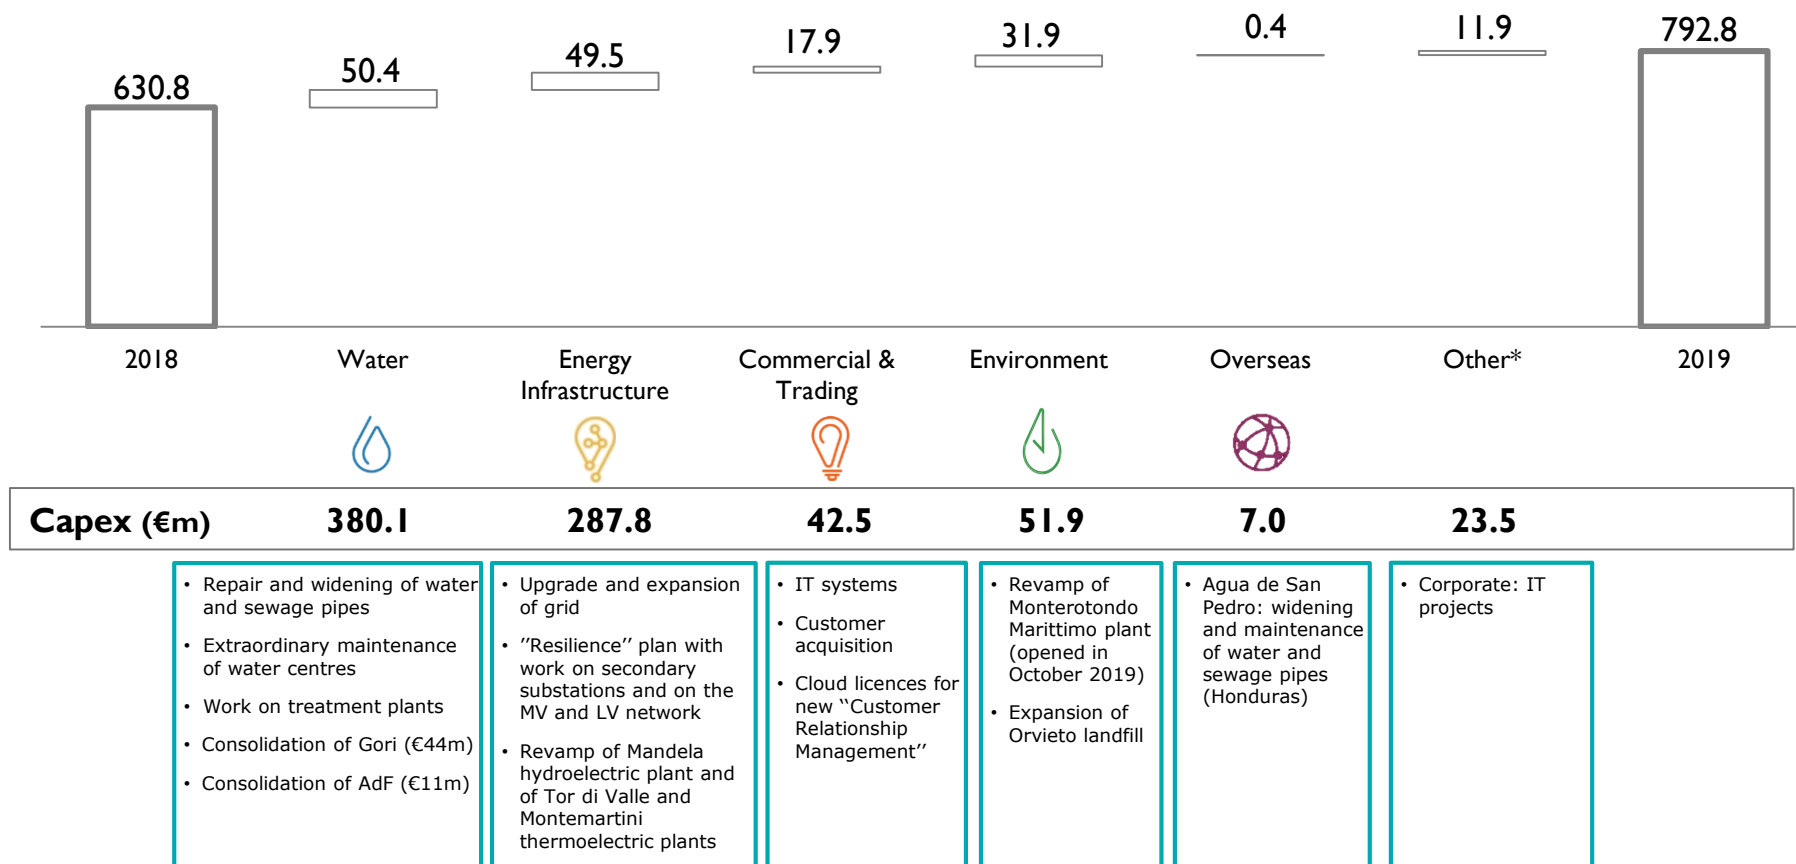 630.8
50.4
49.5
17.9
31.9
0.4
11.9
792.8
2018
Water
Energy
Infrastructure
Commercial &
Trading
Environment
Overseas
Other*
2019
Capex (€m) 380.1 287.8 42.5 51.9 7.0 23.5
• Repair and widening of water
and sewage pipes
• Extraordinary maintenance
of water centres
• Work on treatment plants
• Consolidation of Gori (€44m)
• Consolidation of AdF (€11m)
• Upgrade and expansion
of grid
• ”Resilience” plan with
work on secondary
substations and on the
MV and LV network
• Revamp of Mandela
hydroelectric plant and
of Tor di Valle and
Montemartini
thermoelectric plants
• IT systems
• Customer
acquisition
• Cloud licences for
new “Customer
Relationship
Management”
• Revamp of
Monterotondo
Marittimo plant
(opened in
October 2019)
• Expansion of
Orvieto landfill
• Agua de San
Pedro: widening
and maintenance
of water and
sewage pipes
(Honduras)
• Corporate: IT
projects